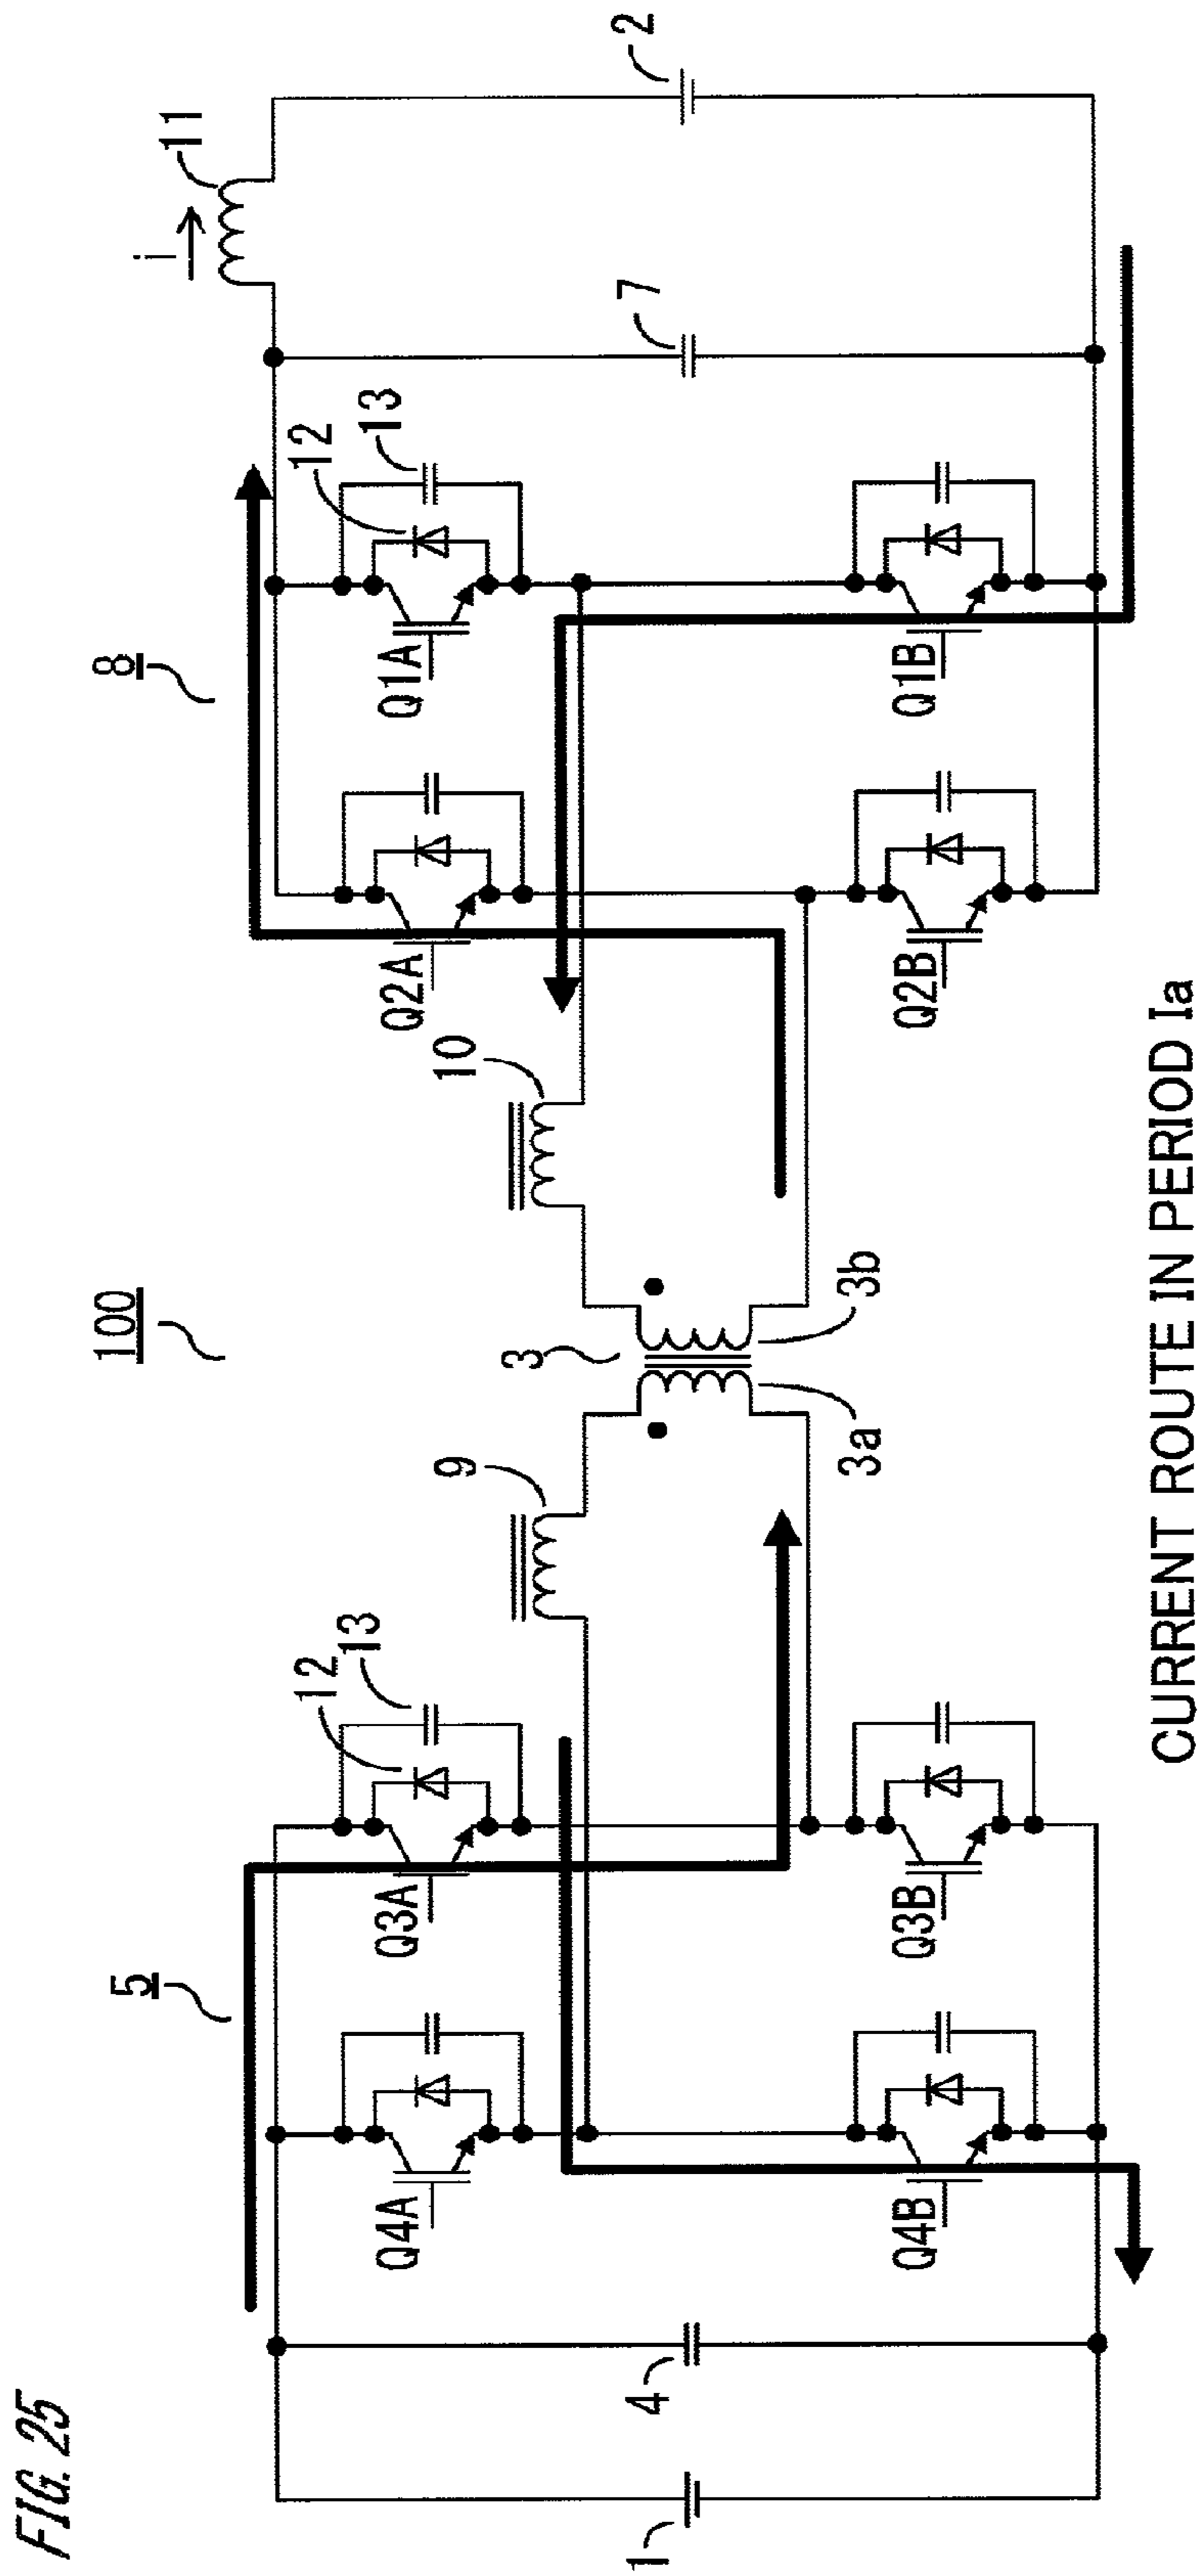 FIG. 25
100
5
8
i
11
12
13
12
13
Q4A
Q3A
Q2A
Q1A
9
10
3
1
4
7
2
3a
3b
Q4B
Q3B
Q2B
Q1B
CURRENT ROUTE IN PERIOD Ia